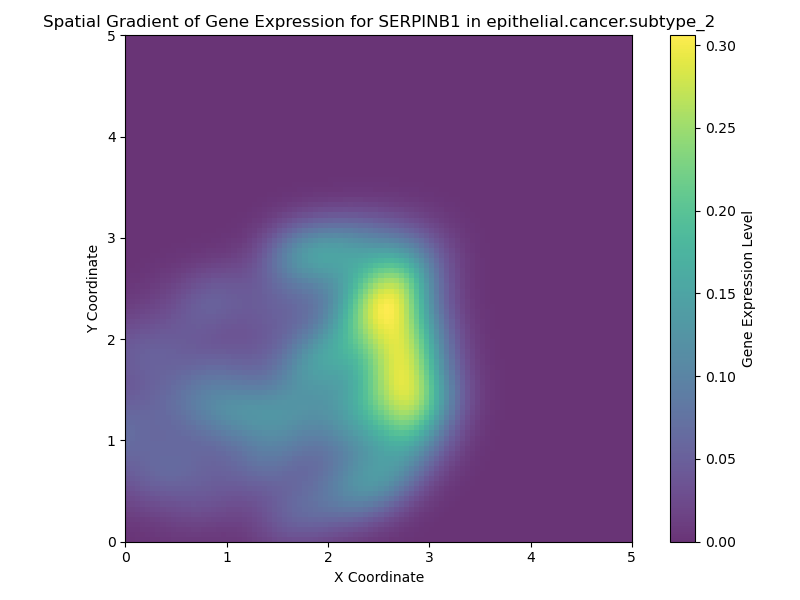 Spatial Gradient of Gene Expression for SERPINB1 in epithelial.cancer.subtype_2
5
4
3
2
1
0
Y Coordinate
0 1 2 3 4 5
X Coordinate
0.30
0.25
0.20
0.15
0.10
0.05
0.00
Gene Expression Level